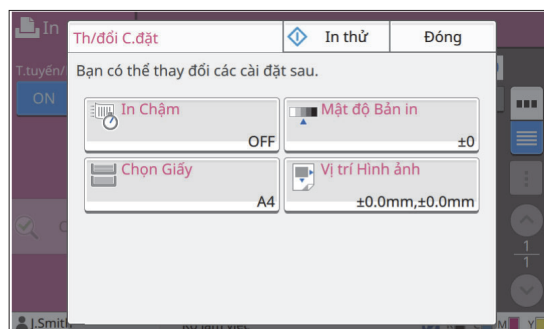 In
Th/đổi C.đặt
In thử
Đóng
T.tuyến/
Bạn có thể thay đổi các cài đặt sau.
ON
In Chậm
OFF
Mật độ Bản in
±0
Chọn Giấy
A4
Vị trí Hình ảnh
±0.0mm,±0.0mm
1
1
J.Smith
M Y